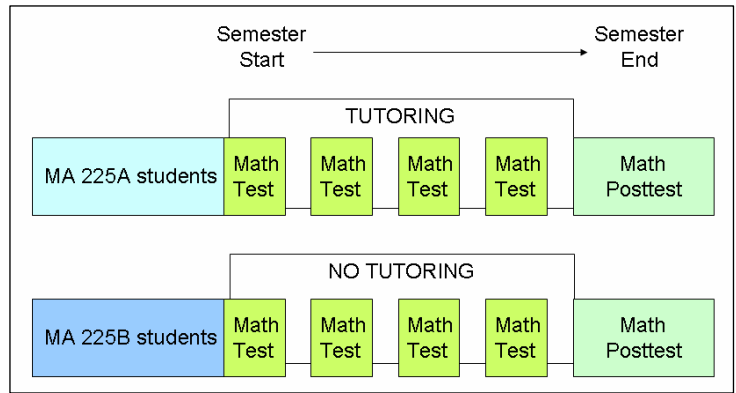 Semester
Start
Semester
End
TUTORING
MA 225A students
Math
Test
Math
Test
Math
Test
Math
Test
Math
Posttest
NO TUTORING
MA 225B students
Math
Test
Math
Test
Math
Test
Math
Test
Math
Posttest